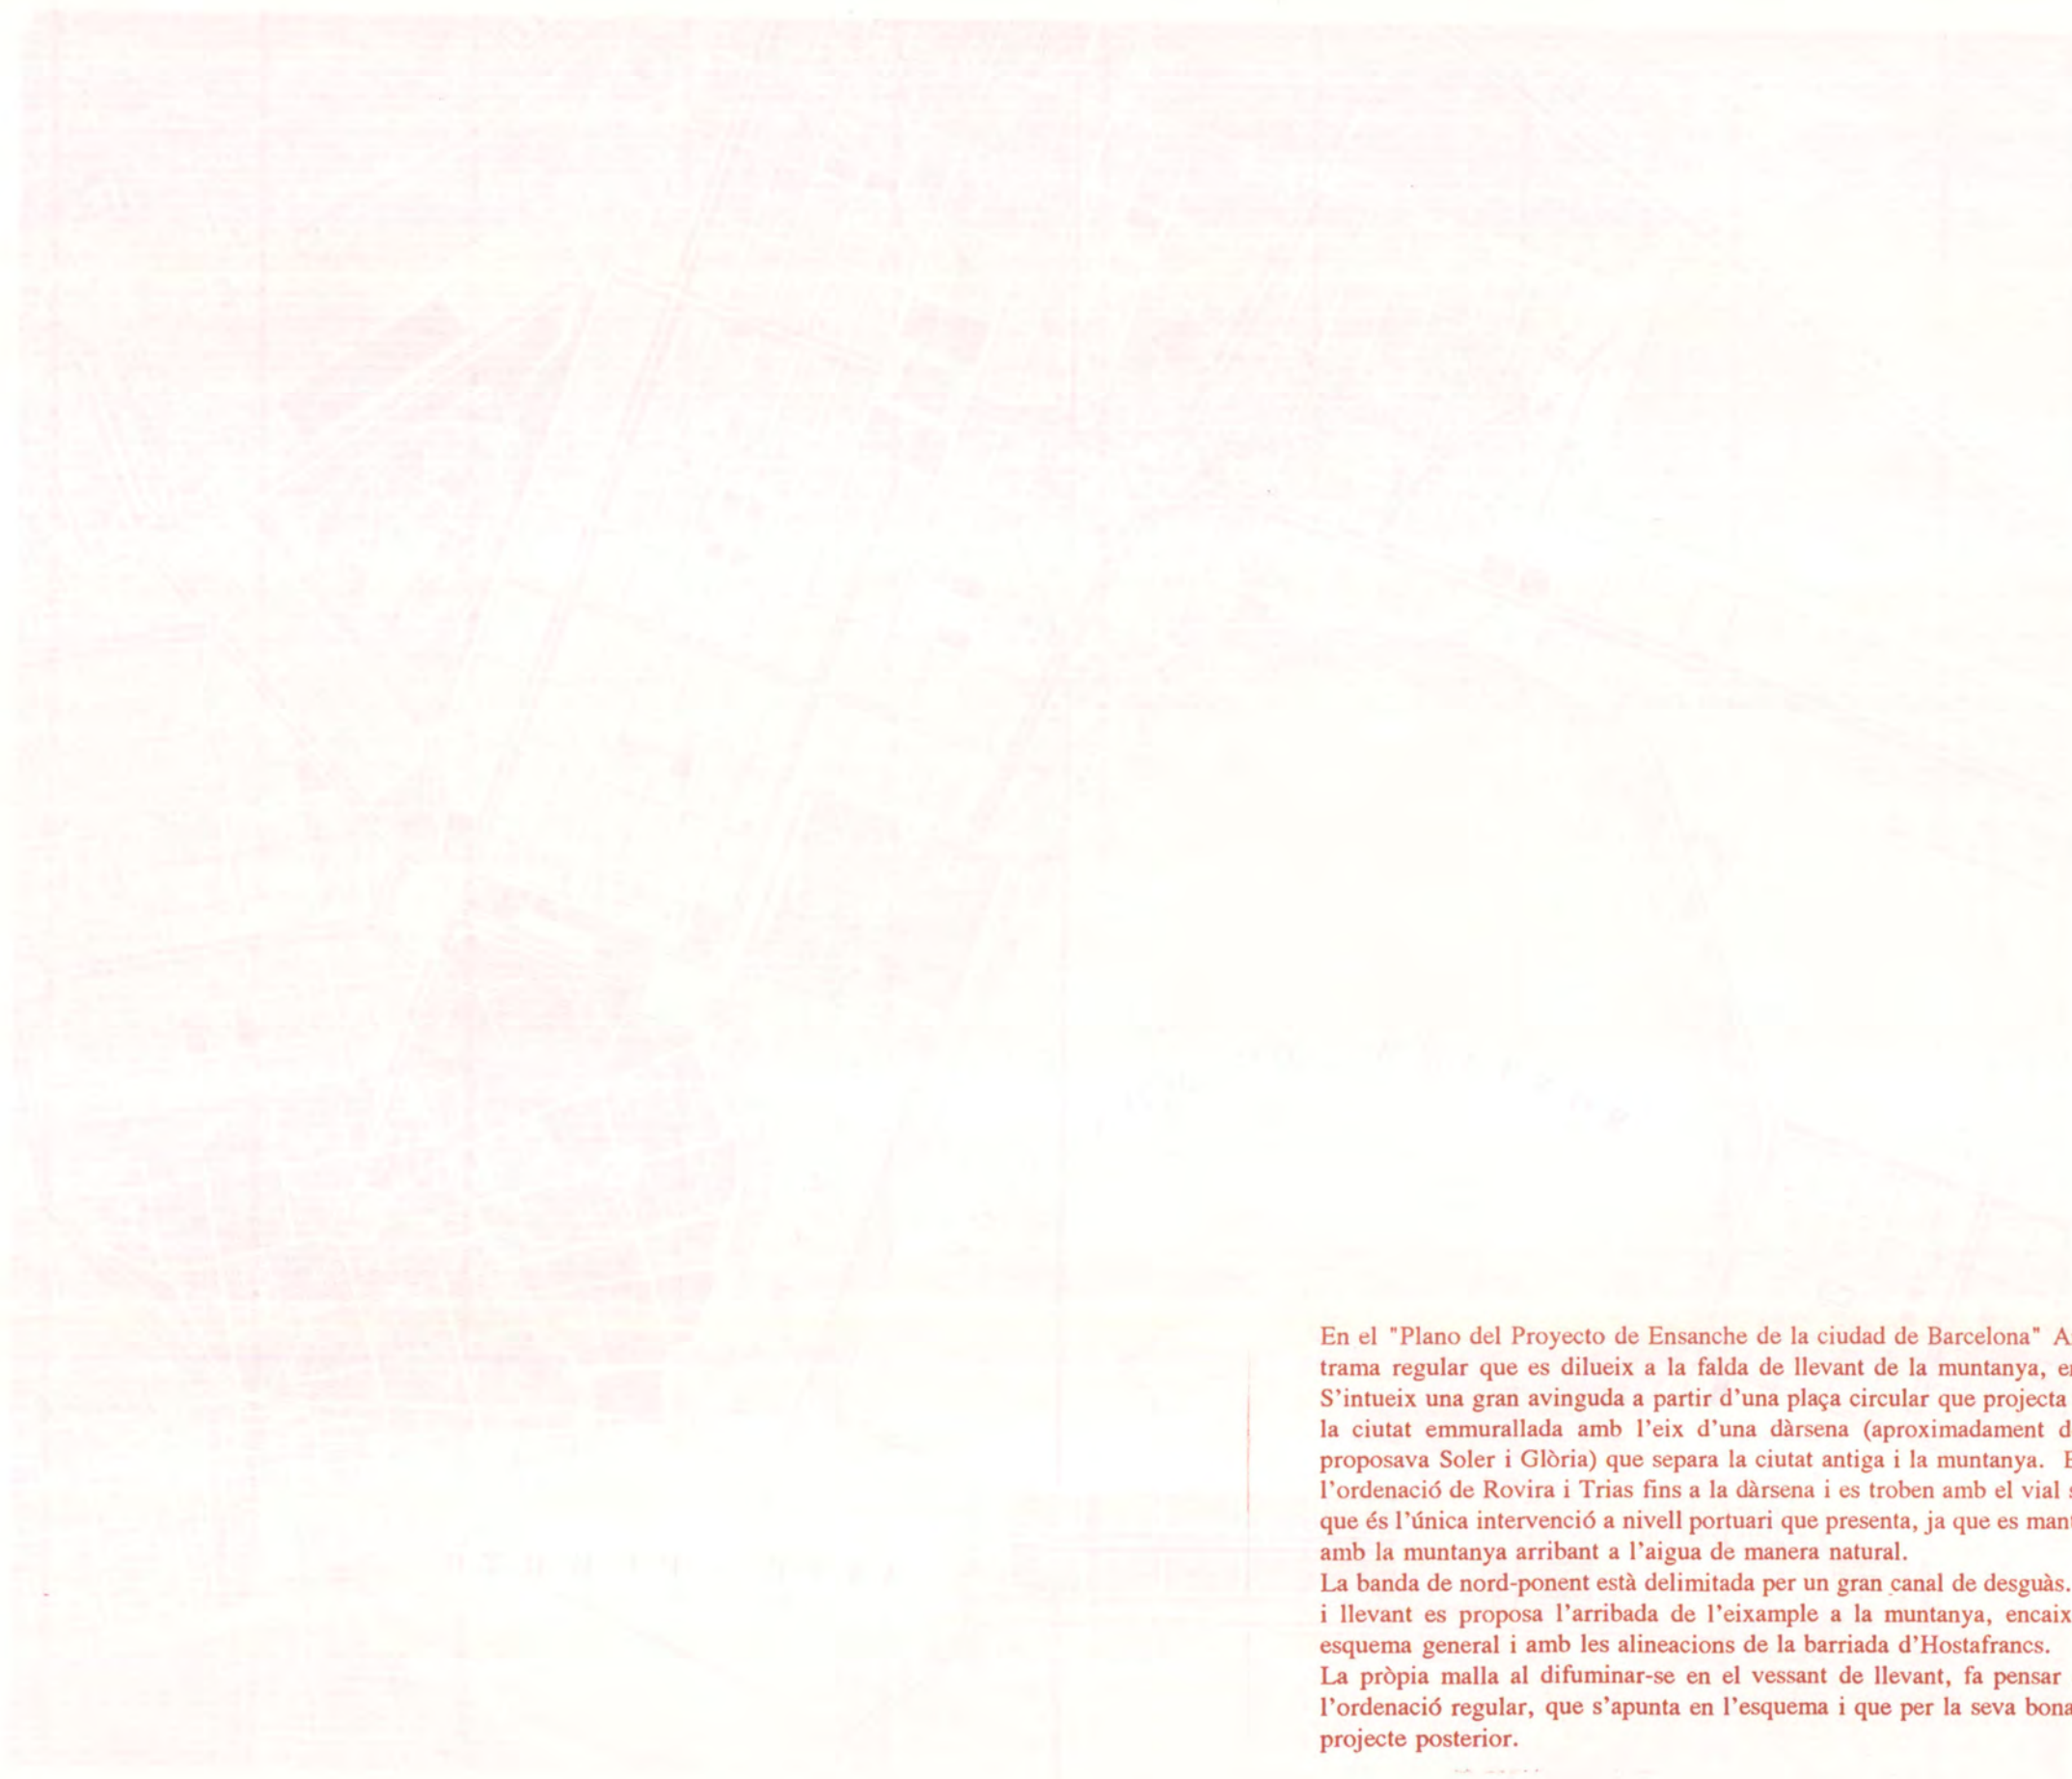 En el "Plano del Proyecto de Ensanche de la ciudad de Barcelona" A
trama regular que es dilueix a la falda de llevant de la muntanya, e
S'intueix una gran avinguda a partir d'una plaça circular que projecta
la ciutat emmurallada amb l'eix d'una dàrsena (aproximadament d
proposava Soler i Glòria) que separa la ciutat antiga i la muntanya. E
l'ordenació de Rovira i Trias fins a la dàrsena i es troben amb el vial s
que és l'única intervenció a nivell portuari que presenta, ja que es man
amb la muntanya arribant a l'aigua de manera natural.
La banda de nord-ponent està delimitada per un gran canal de desguàs.
i llevant es proposa l'arribada de l'eixample a la muntanya, encaix
esquema general i amb les alineacions de la barriada d'Hostafrancs.
La pròpia malla al difuminar-se en el vessant de llevant, fa pensar
l'ordenació regular, que s'apunta en l'esquema i que per la seva bona
projecte posterior.